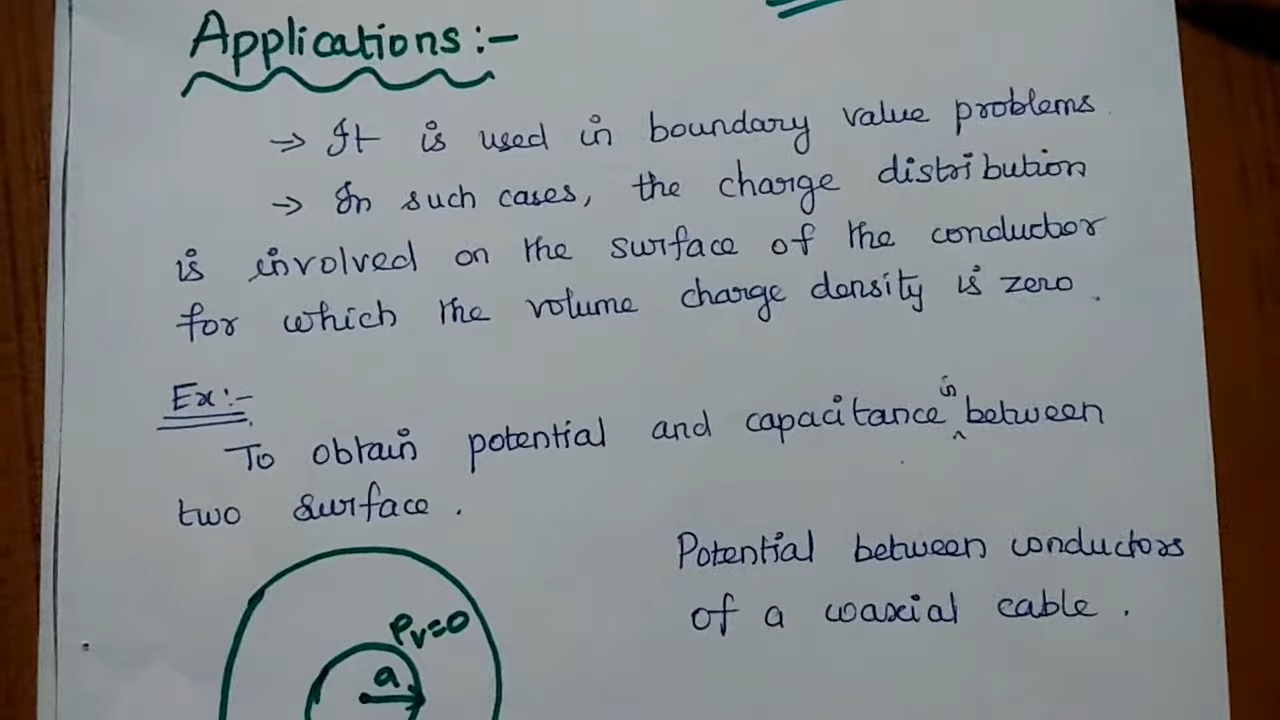 Applications:-
→ It is used in boundary value problems.
→ In such cases, the charge distribution
is involved on the surface of the conductor
for which the volume charge density is zero.
Ex:-
To obtain potential and capacitance in between
two surface.
Potential between conductors
of a coaxial cable.
ρv=0
a